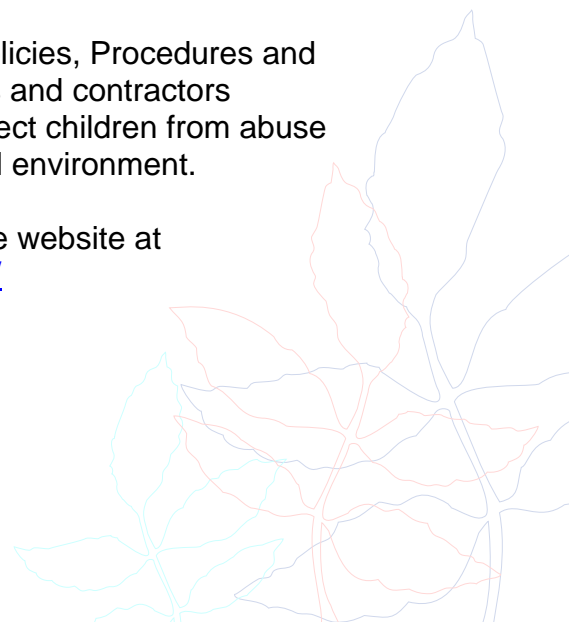 licies, Procedures and
and contractors
ect children from abuse
environment.
e website at
/